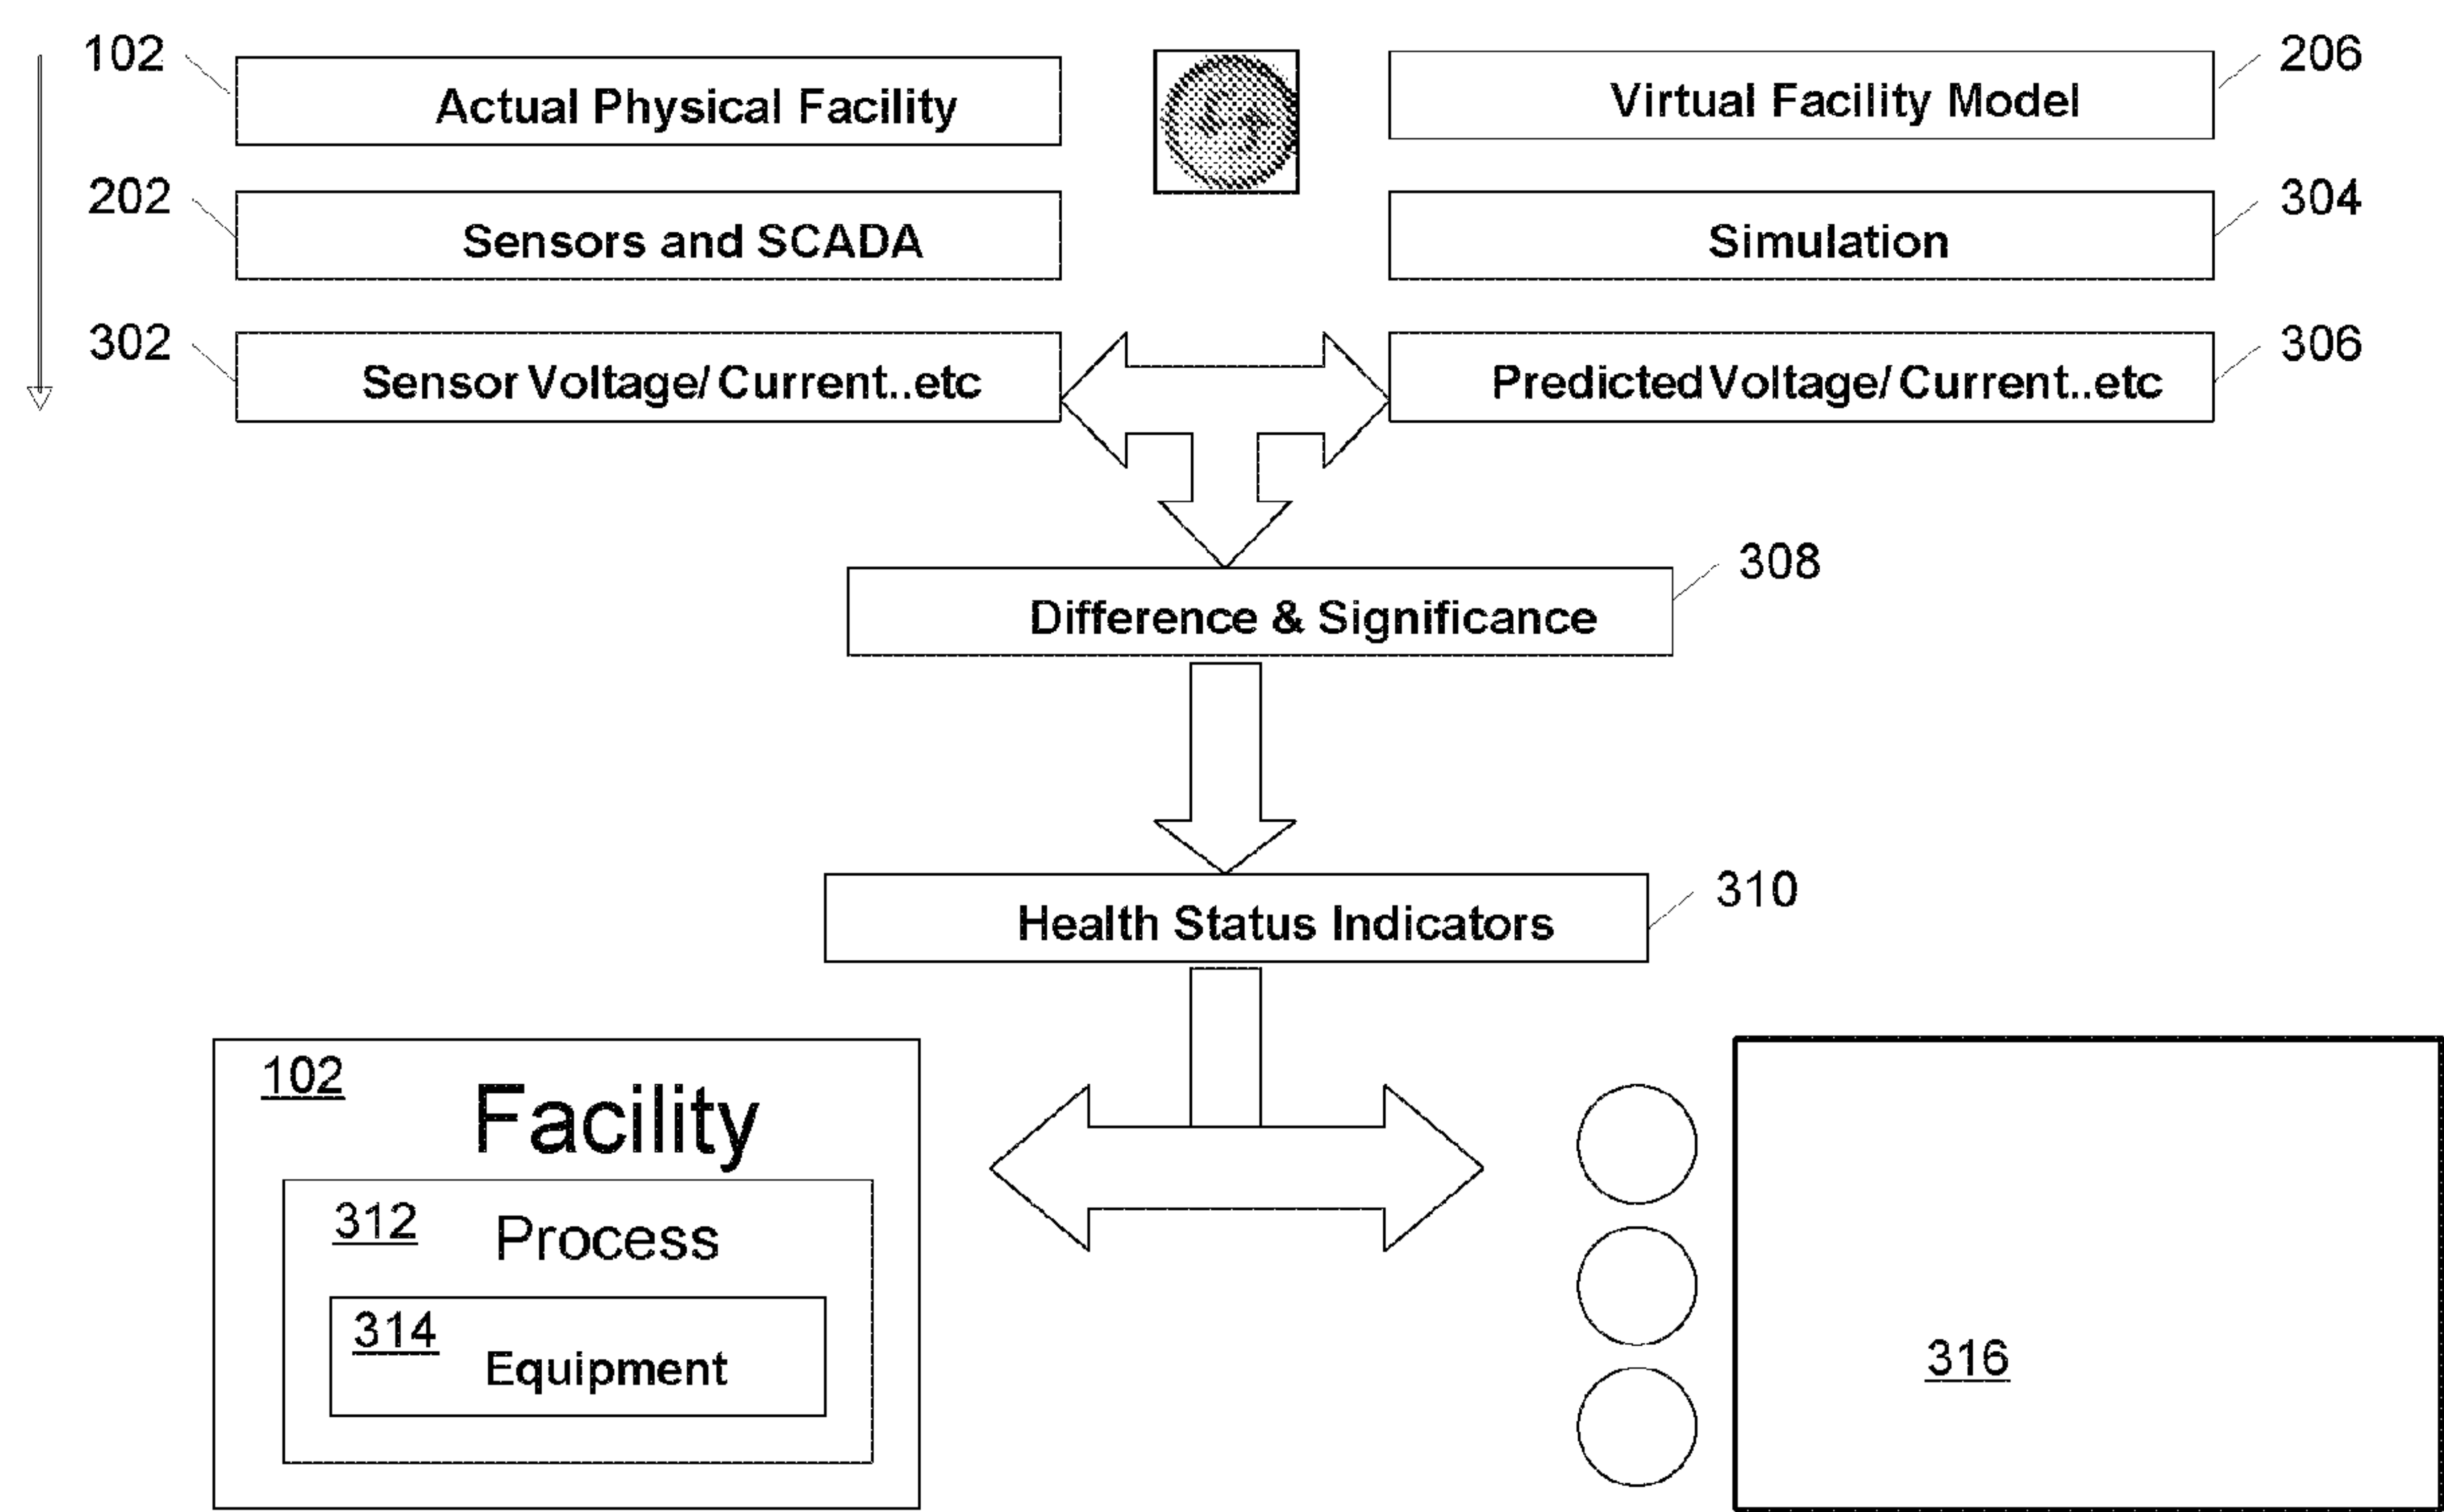 102
Actual Physical Facility
Virtual Facility Model
206
202
Sensors and SCADA
Simulation
304
302
Sensor Voltage/ Current..etc
Predicted Voltage/ Current..etc
306
Difference & Significance
308
Health Status Indicators
310
102
Facility
312
Process
314
Equipment
316